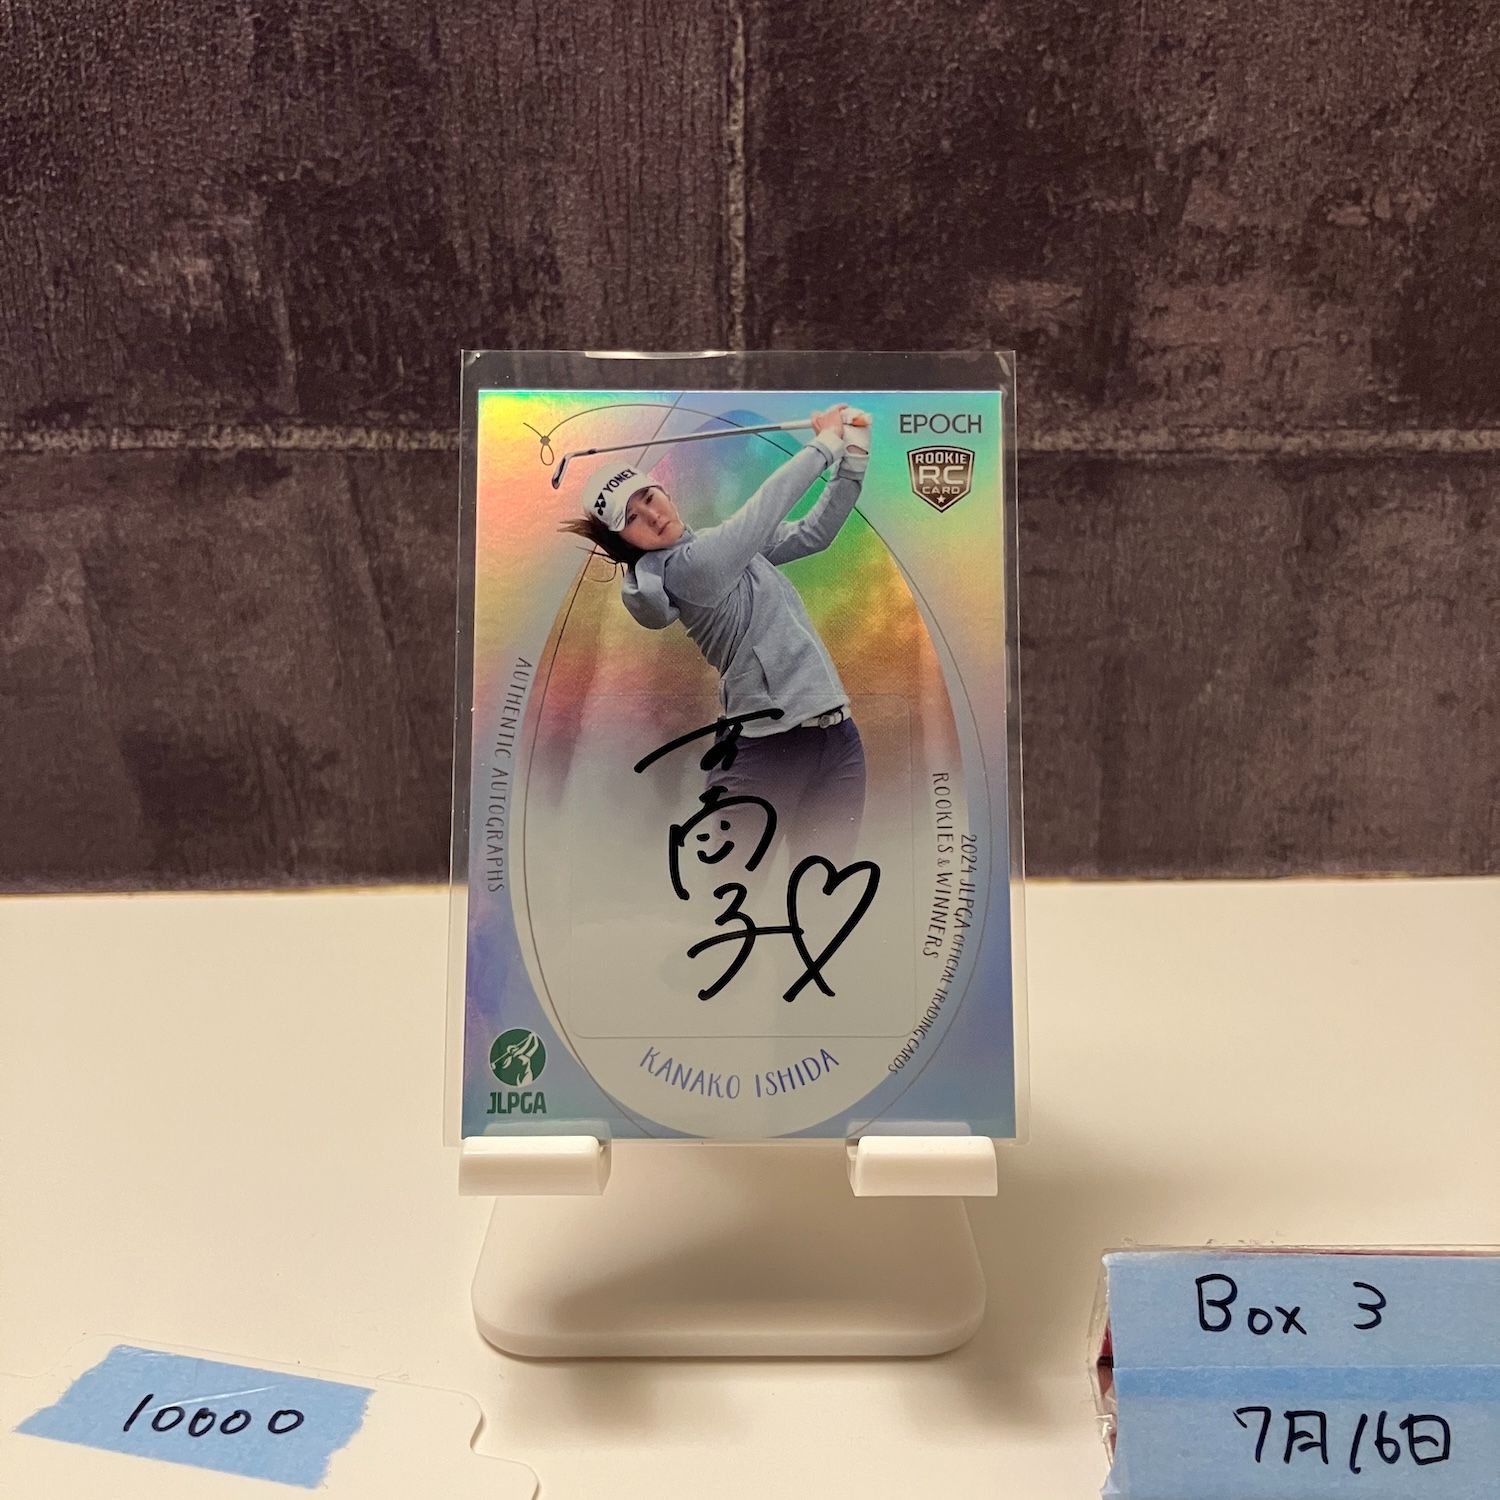 EPOCH
ROOKIE
RC
CARD
YONEX
AUTHENTIC AUTOGRAPHS
2024 JLPGA OFFICIAL TRADING CARDS
ROOKIES & WINNERS
KANAKO ISHIDA
JLPGA
10000
Box 3
7月16日